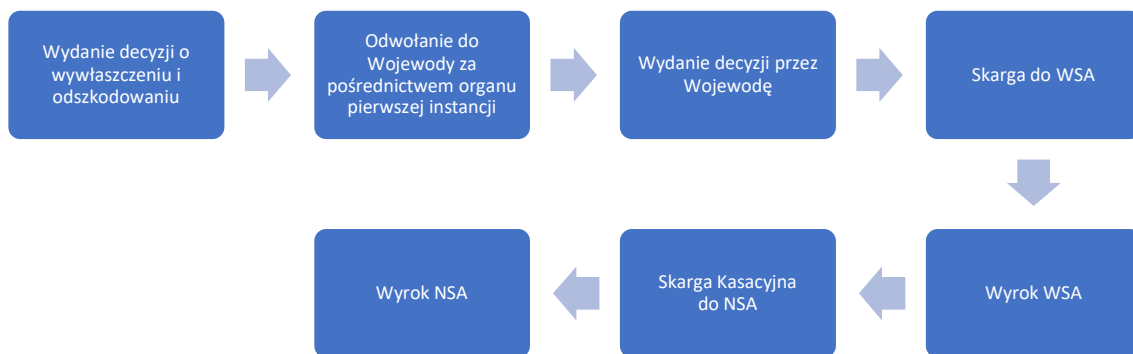 Wydanie decyzji o
wywłaszczeniu i
odszkodowaniu
Odwołanie do
Wojewody za
pośrednictwem organu
pierwszej instancji
Wydanie decyzji przez
Wojewodę
Skarga do WSA
Wyrok WSA
Skarga Kasacyjna
do NSA
Wyrok NSA